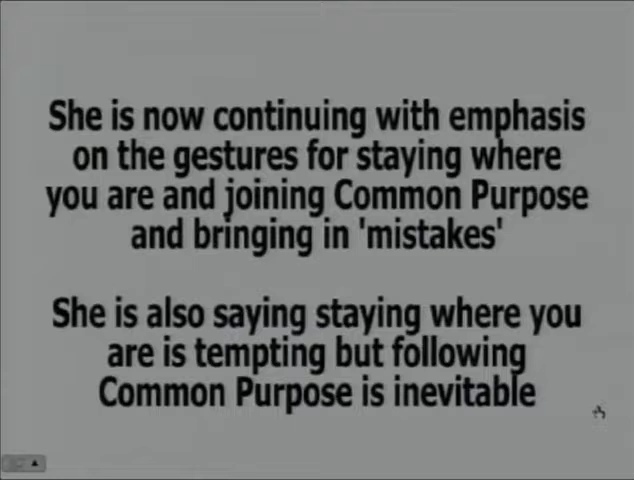 She is now continuing with emphasis
on the gestures for staying where
you are and joining Common Purpose
and bringing in 'mistakes'
She is also saying staying where you
are is tempting but following
Common Purpose is inevitable